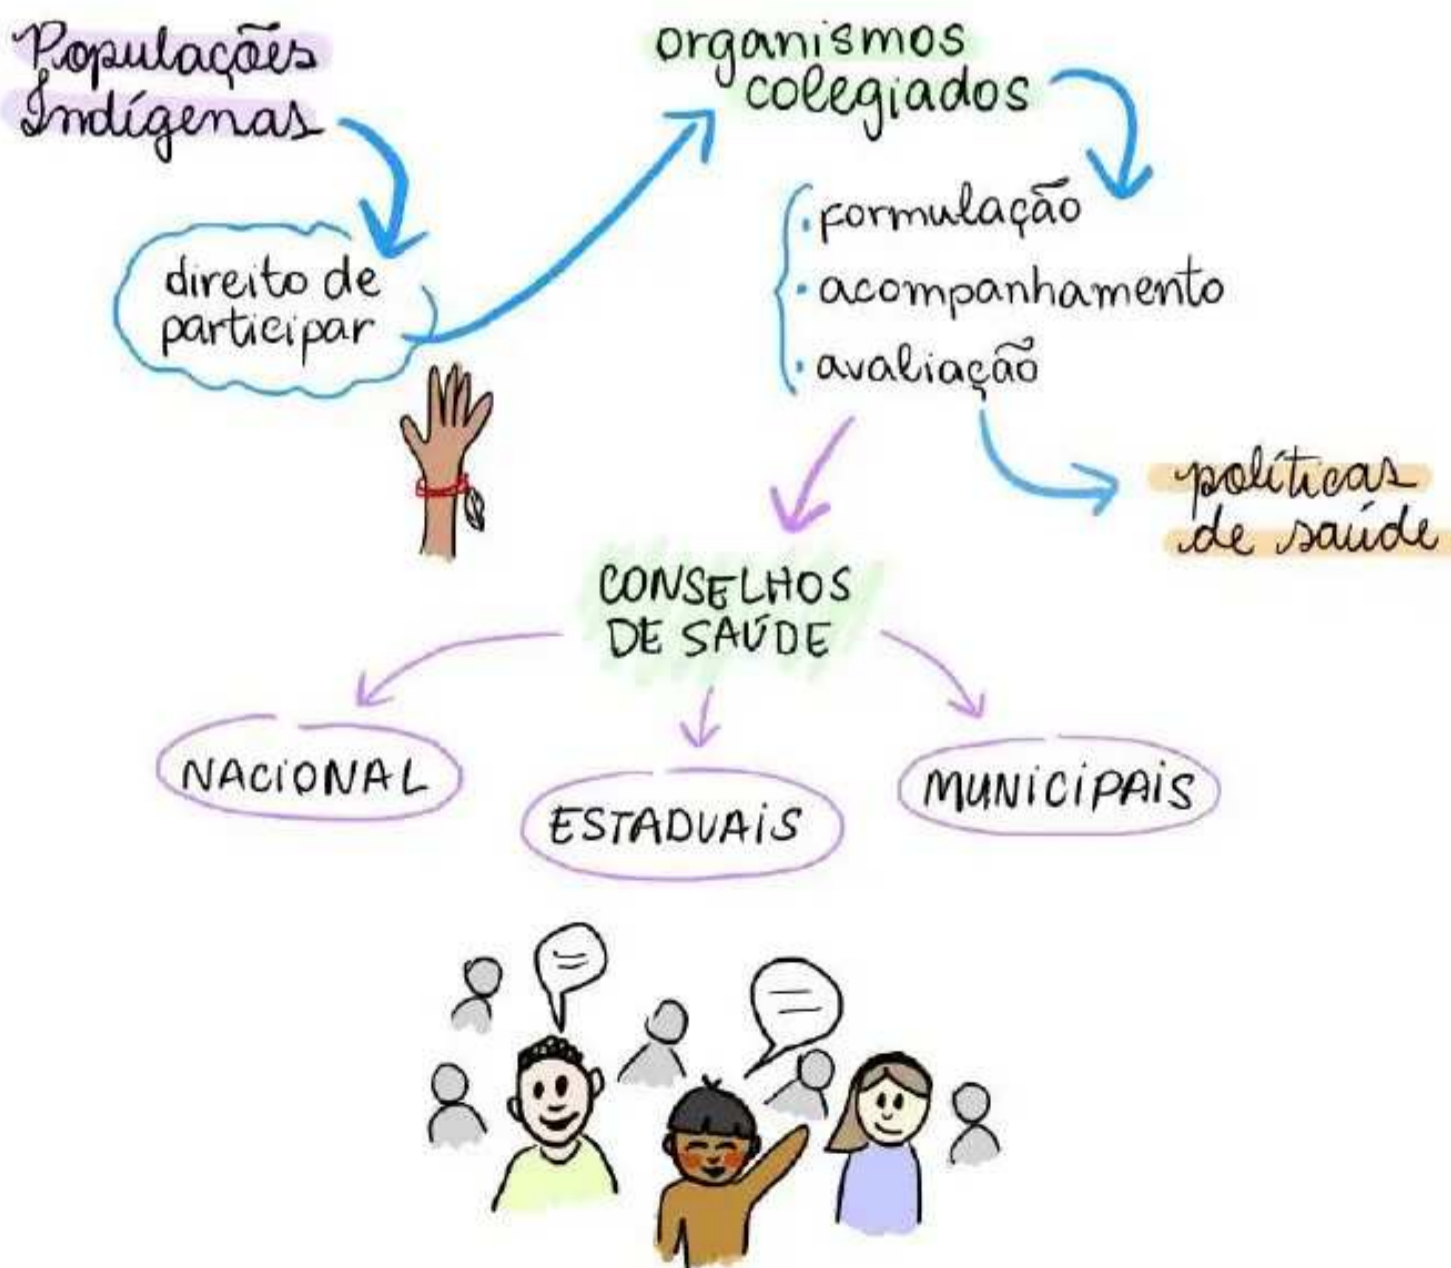 Populações
Indígenas
direito de
participar
organismos
colegiados
· formulação
· acompanhamento
· avaliação
políticas
de saúde
CONSELHOS
DE SAÚDE
NACIONAL
ESTADUAIS
MUNICIPAIS